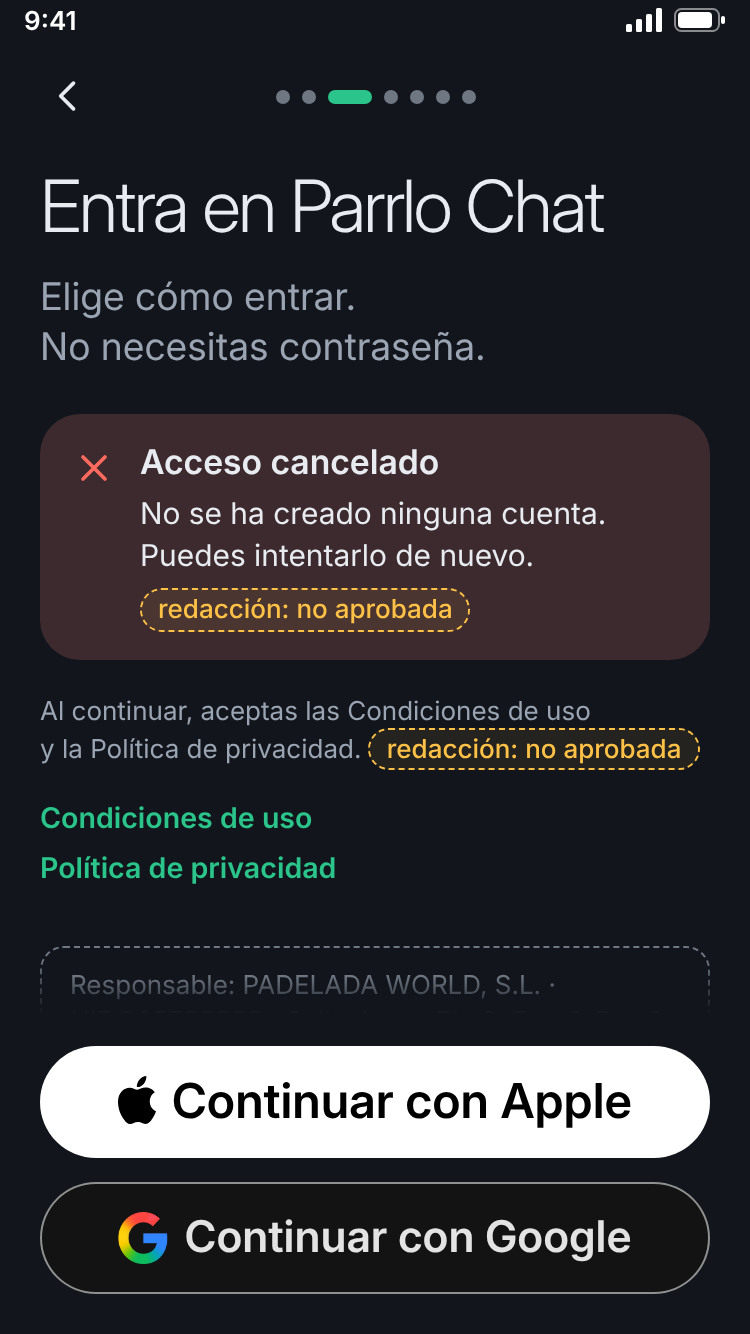 9:41
Entra en Parrlo Chat
Elige cómo entrar.
No necesitas contraseña.
Acceso cancelado
No se ha creado ninguna cuenta.
Puedes intentarlo de nuevo.
redacción: no aprobada
Al continuar, aceptas las Condiciones de uso
y la Política de privacidad. redacción: no aprobada
Condiciones de uso
Política de privacidad
Responsable: PADELADA WORLD, S.L. ·
Continuar con Apple
Continuar con Google